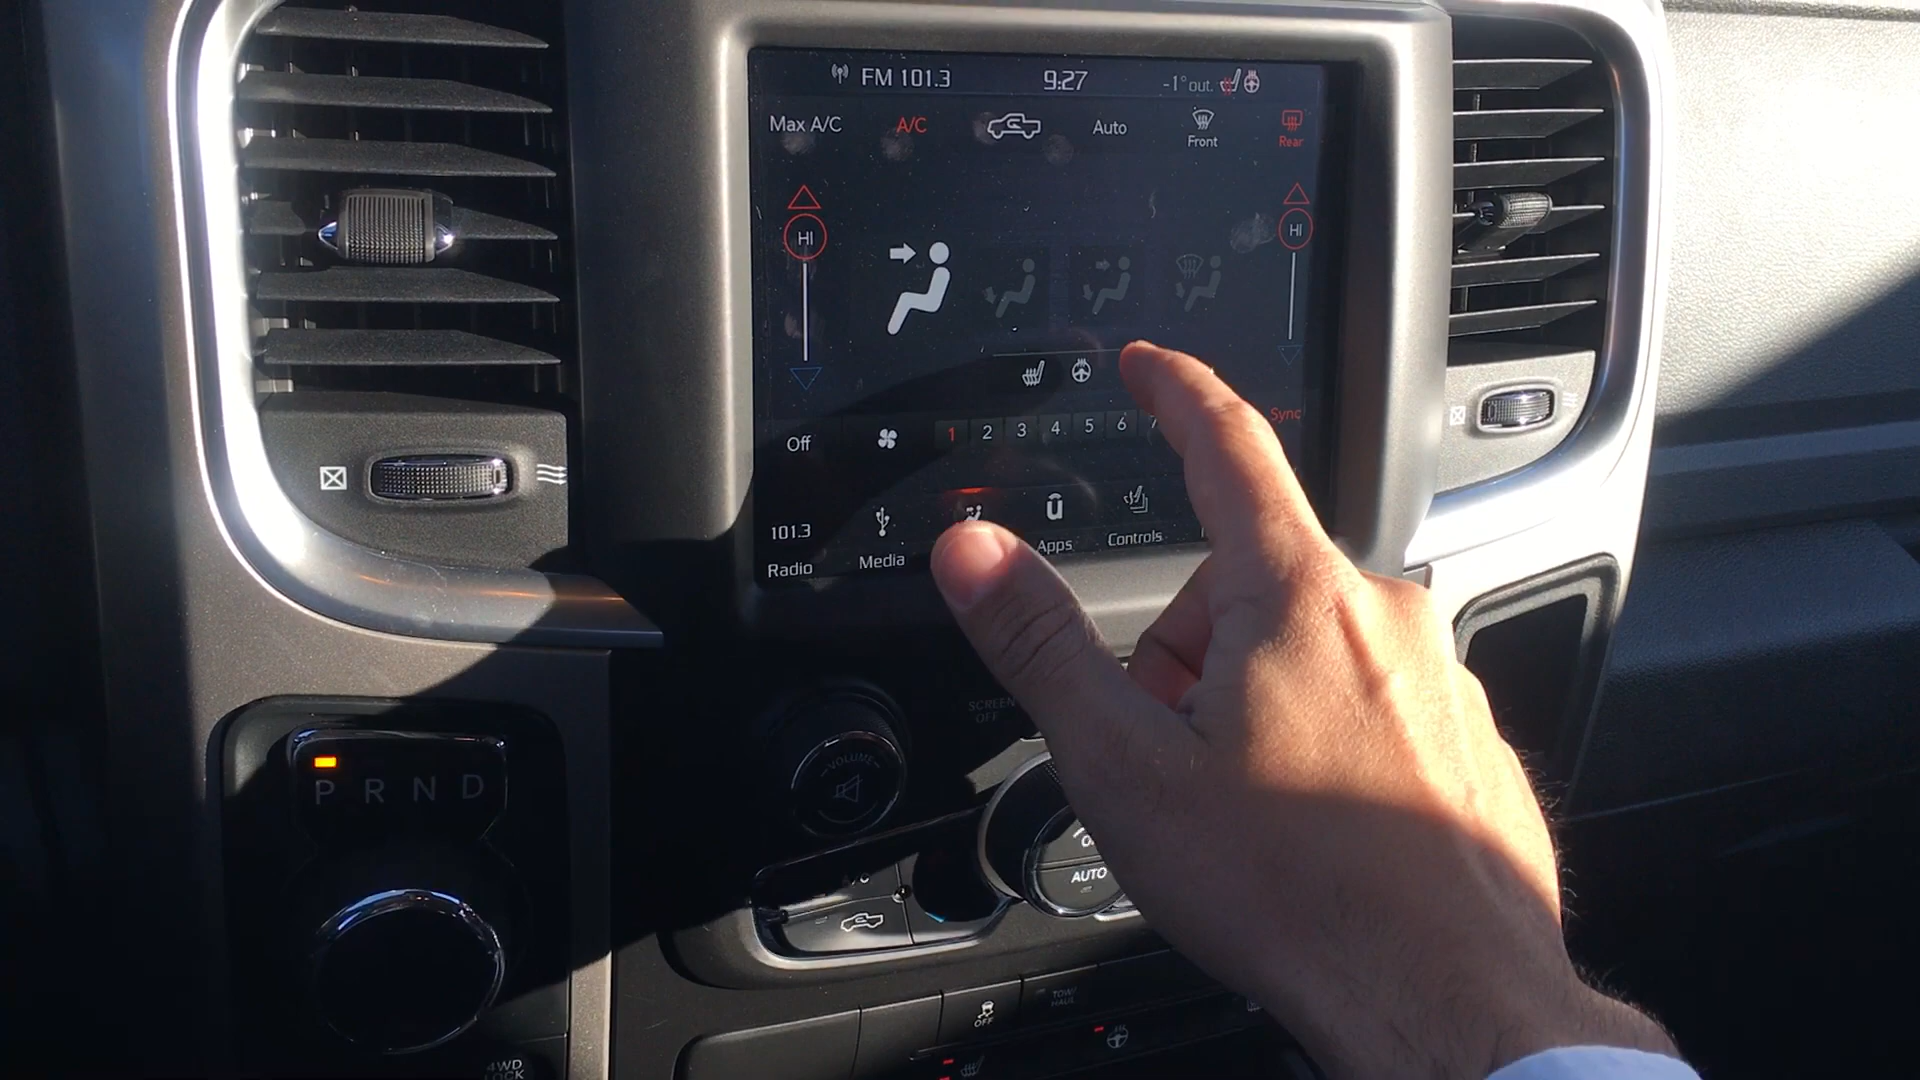 FM 101.3 9:27 -1° out.
Max A/C A/C Auto Front Rear
HI HI
Sync
Off 1 2 3 4 5 6 7
101.3
Radio Media Apps Controls
SCREEN
OFF
VOLUME
P R N D
AUTO
A/C
OFF
TOW/
HAUL
4WD
LOCK